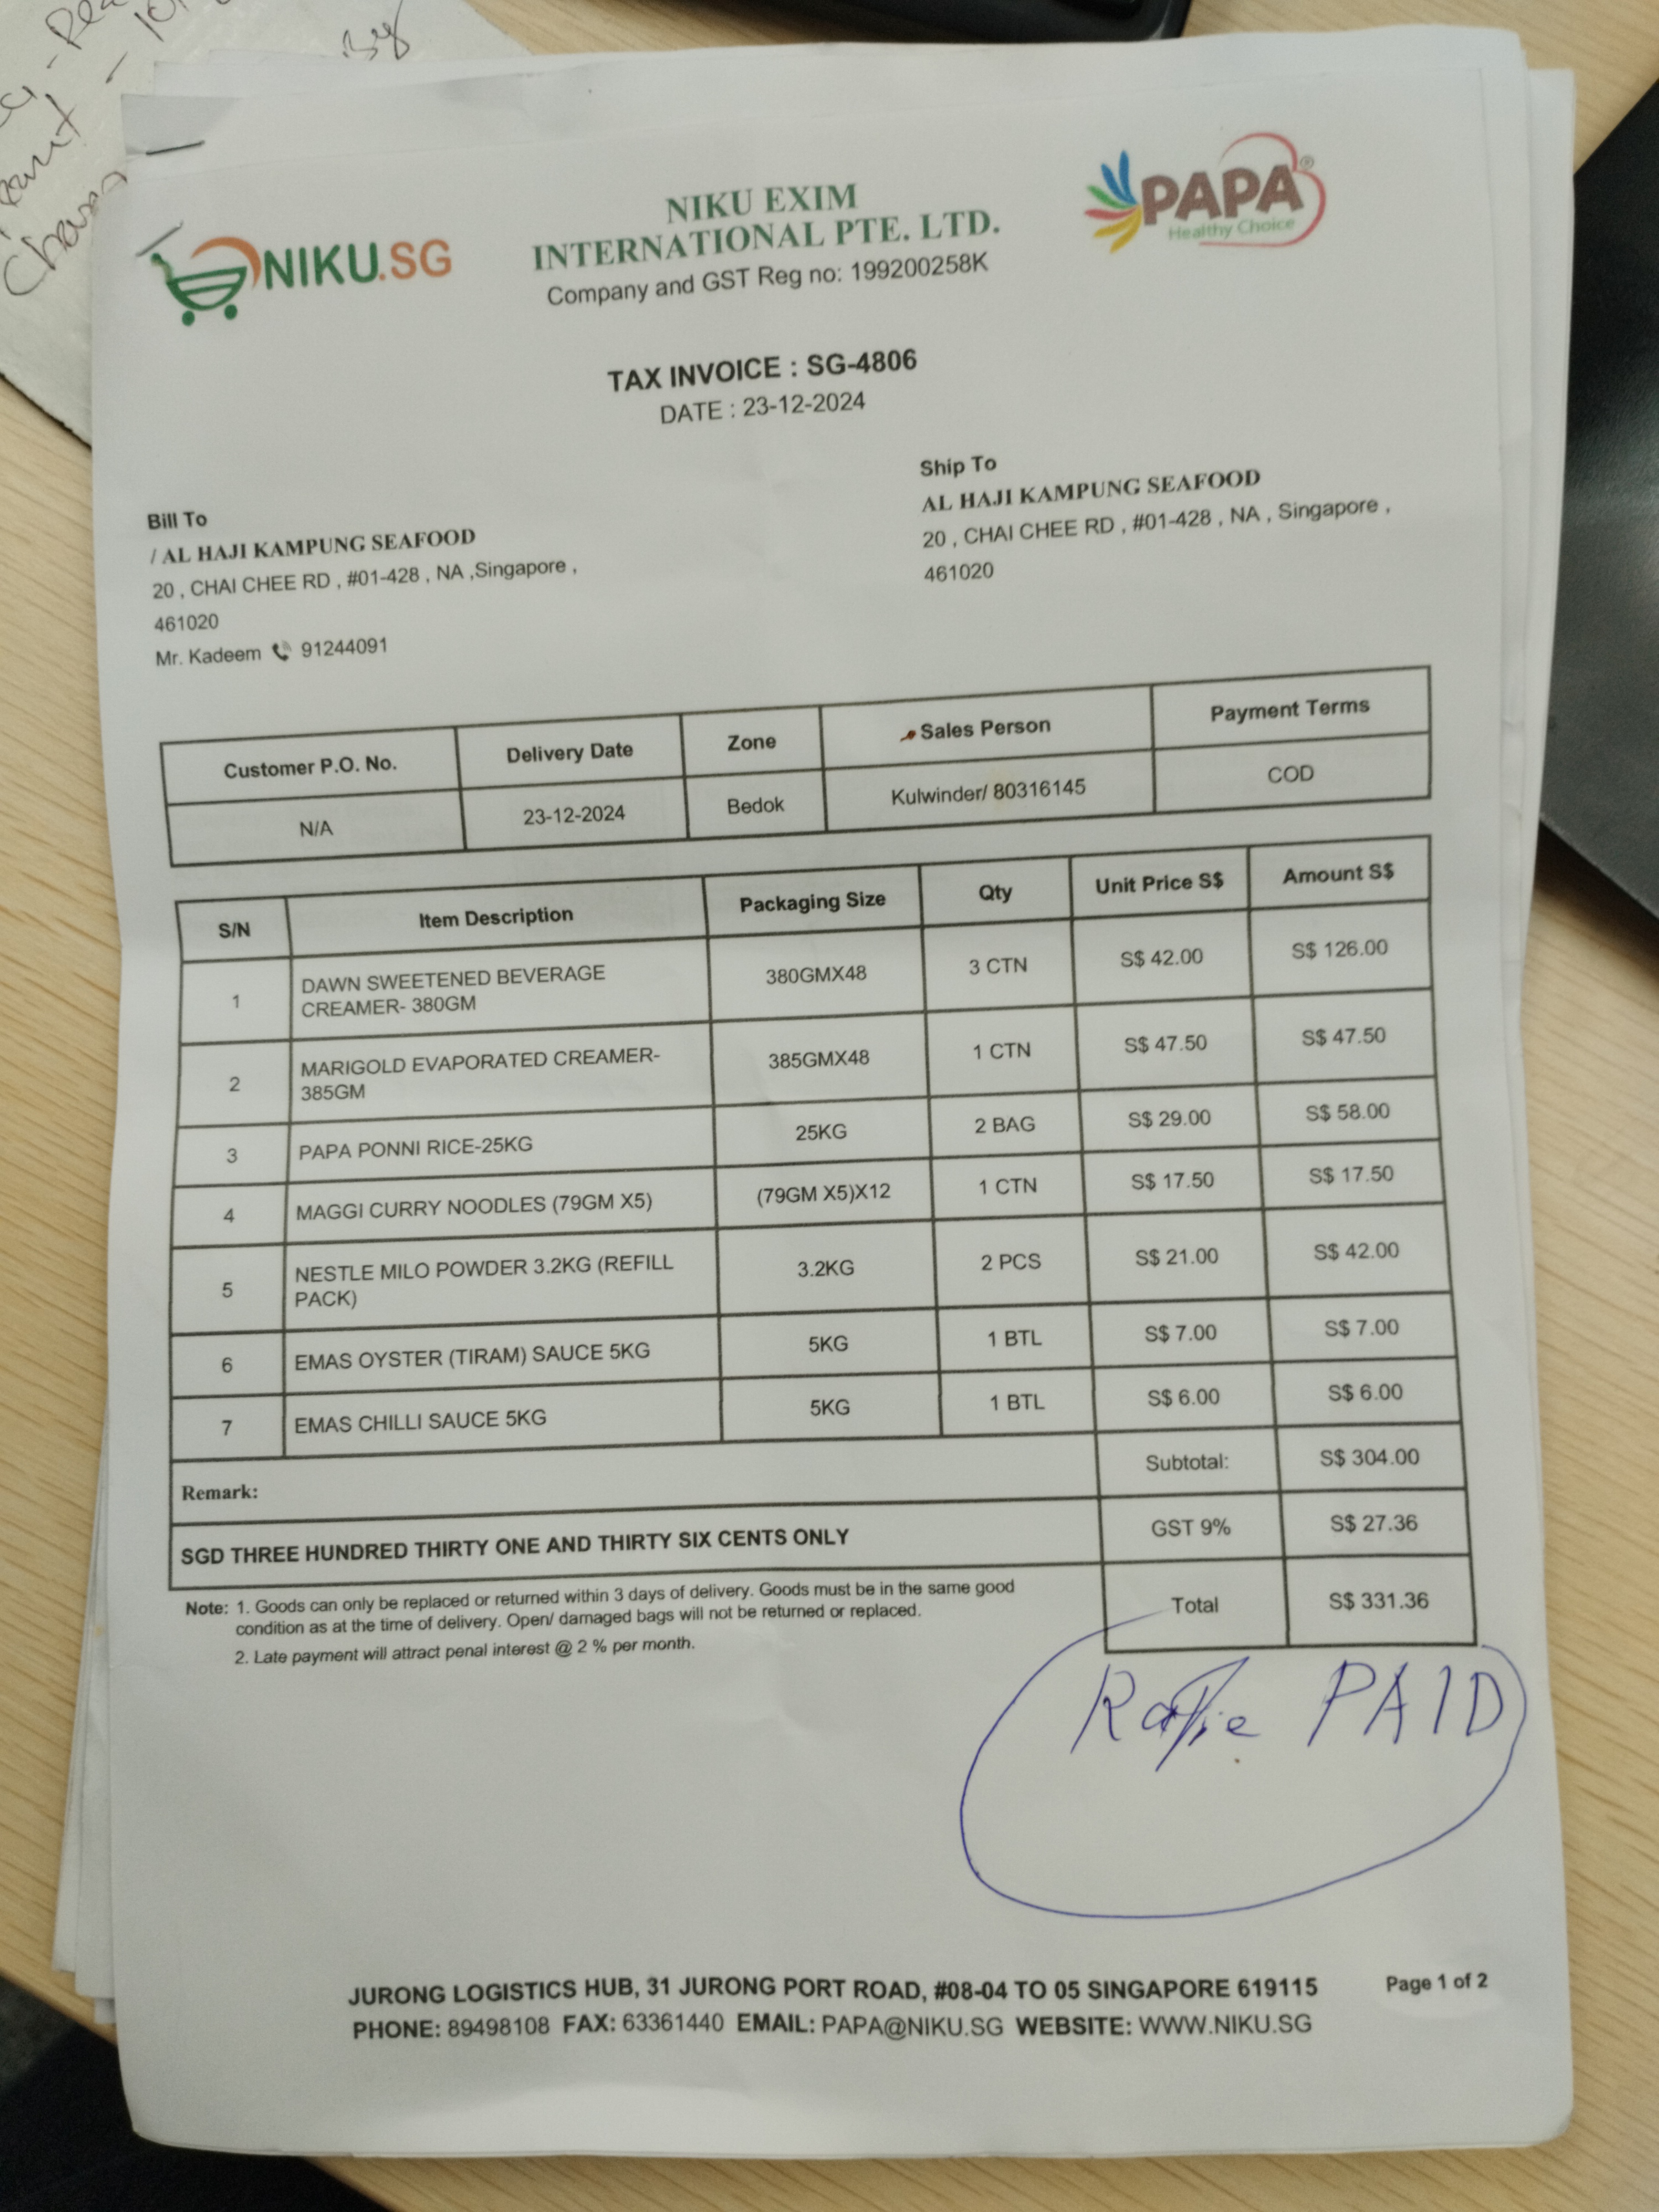 By
NIKU.SG
NIKU EXIM
INTERNATIONAL PTE. LTD.
Company and GST Reg no: 199200258K
PAPA®
Healthy Choice
TAX INVOICE : SG-4806
DATE : 23-12-2024
Bill To
/ AL HAJI KAMPUNG SEAFOOD
20 , CHAI CHEE RD , #01-428 , NA ,Singapore ,
461020
Mr. Kadeem 91244091
Ship To
AL HAJI KAMPUNG SEAFOOD
20 , CHAI CHEE RD , #01-428 , NA , Singapore ,
461020
Customer P.O. No. Delivery Date Zone Sales Person Payment Terms
N/A 23-12-2024 Bedok Kulwinder/ 80316145 COD
S/N Item Description Packaging Size Qty Unit Price S$ Amount S$
1 DAWN SWEETENED BEVERAGE 380GMX48 3 CTN S$ 42.00 S$ 126.00
CREAMER- 380GM
2 MARIGOLD EVAPORATED CREAMER- 385GMX48 1 CTN S$ 47.50 S$ 47.50
385GM
3 PAPA PONNI RICE-25KG 25KG 2 BAG S$ 29.00 S$ 58.00
4 MAGGI CURRY NOODLES (79GM X5) (79GM X5)X12 1 CTN S$ 17.50 S$ 17.50
5 NESTLE MILO POWDER 3.2KG (REFILL 3.2KG 2 PCS S$ 21.00 S$ 42.00
PACK)
6 EMAS OYSTER (TIRAM) SAUCE 5KG 5KG 1 BTL S$ 7.00 S$ 7.00
7 EMAS CHILLI SAUCE 5KG 5KG 1 BTL S$ 6.00 S$ 6.00
Remark: Subtotal: S$ 304.00
SGD THREE HUNDRED THIRTY ONE AND THIRTY SIX CENTS ONLY GST 9% S$ 27.36
Total S$ 331.36
Note: 1. Goods can only be replaced or returned within 3 days of delivery. Goods must be in the same good
condition as at the time of delivery. Open/ damaged bags will not be returned or replaced.
2. Late payment will attract penal interest @ 2 % per month.
PAID
JURONG LOGISTICS HUB, 31 JURONG PORT ROAD, #08-04 TO 05 SINGAPORE 619115
Page 1 of 2
PHONE: 89498108 FAX: 63361440 EMAIL: PAPA@NIKU.SG WEBSITE: WWW.NIKU.SG